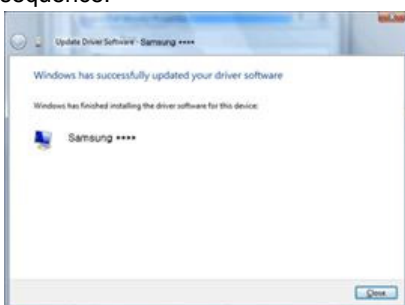 sequence.
Update Driver Software - Samsung ****
Windows has successfully updated your driver software
Windows has finished installing the driver software for this device:
Samsung ****
Close